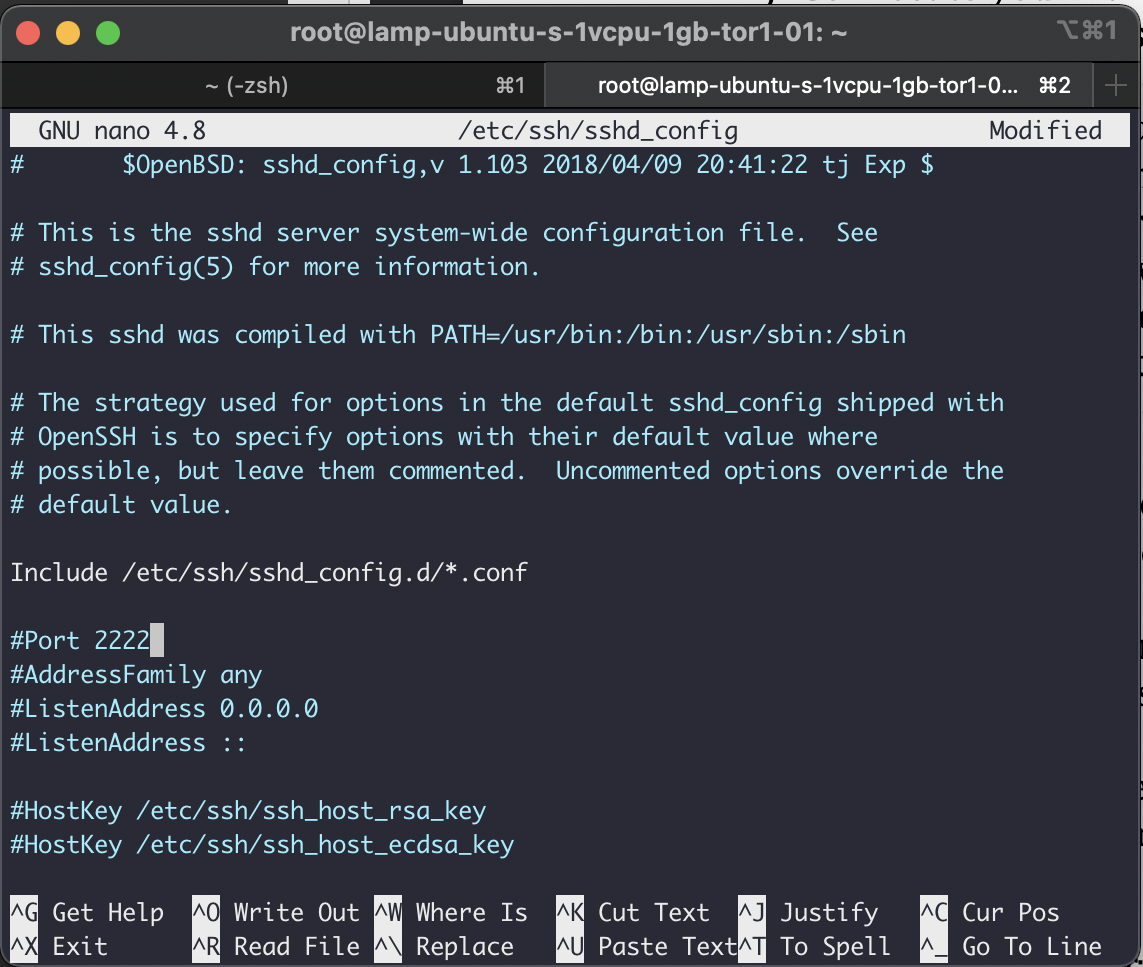 root@lamp-ubuntu-s-1vcpu-1gb-tor1-01: ~ ⌥⌘1
~ (-zsh) ⌘1 root@lamp-ubuntu-s-1vcpu-1gb-tor1-0... ⌘2 +
GNU nano 4.8 /etc/ssh/sshd_config Modified
#       $OpenBSD: sshd_config,v 1.103 2018/04/09 20:41:22 tj Exp $
# This is the sshd server system-wide configuration file.  See
# sshd_config(5) for more information.
# This sshd was compiled with PATH=/usr/bin:/bin:/usr/sbin:/sbin
# The strategy used for options in the default sshd_config shipped with
# OpenSSH is to specify options with their default value where
# possible, but leave them commented.  Uncommented options override the
# default value.
Include /etc/ssh/sshd_config.d/*.conf
#Port 2222
#AddressFamily any
#ListenAddress 0.0.0.0
#ListenAddress ::
#HostKey /etc/ssh/ssh_host_rsa_key
#HostKey /etc/ssh/ssh_host_ecdsa_key
^G Get Help ^O Write Out ^W Where Is ^K Cut Text ^J Justify ^C Cur Pos
^X Exit ^R Read File ^\ Replace ^U Paste Text ^T To Spell ^_ Go To Line